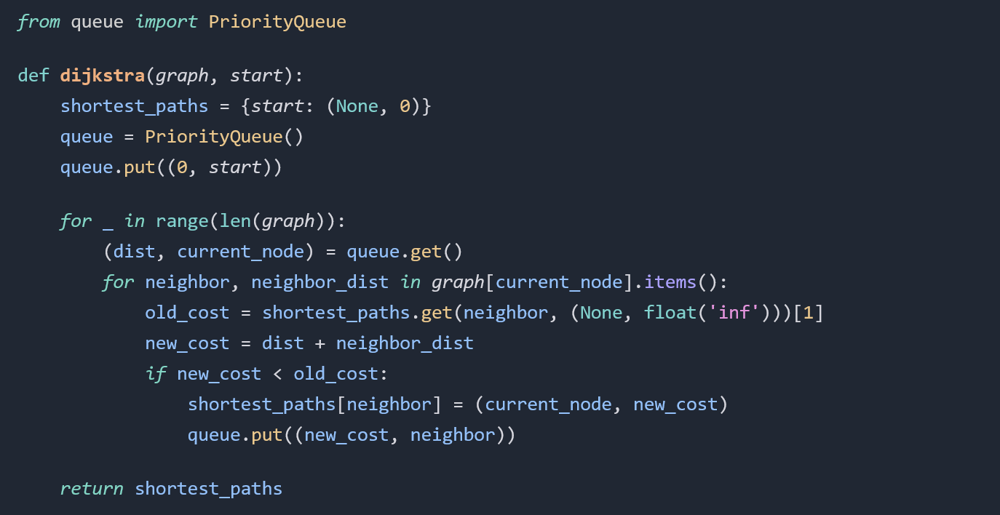 from queue import PriorityQueue

def dijkstra(graph, start):
    shortest_paths = {start: (None, 0)}
    queue = PriorityQueue()
    queue.put((0, start))

    for _ in range(len(graph)):
        (dist, current_node) = queue.get()
        for neighbor, neighbor_dist in graph[current_node].items():
            old_cost = shortest_paths.get(neighbor, (None, float('inf')))[1]
            new_cost = dist + neighbor_dist
            if new_cost < old_cost:
                shortest_paths[neighbor] = (current_node, new_cost)
                queue.put((new_cost, neighbor))

    return shortest_paths